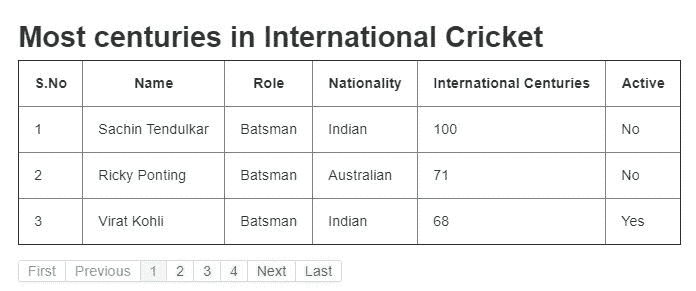 Most centuries in International Cricket
S.No Name Role Nationality International Centuries Active
1 Sachin Tendulkar Batsman Indian 100 No
2 Ricky Ponting Batsman Australian 71 No
3 Virat Kohli Batsman Indian 68 Yes
First Previous 1 2 3 4 Next Last